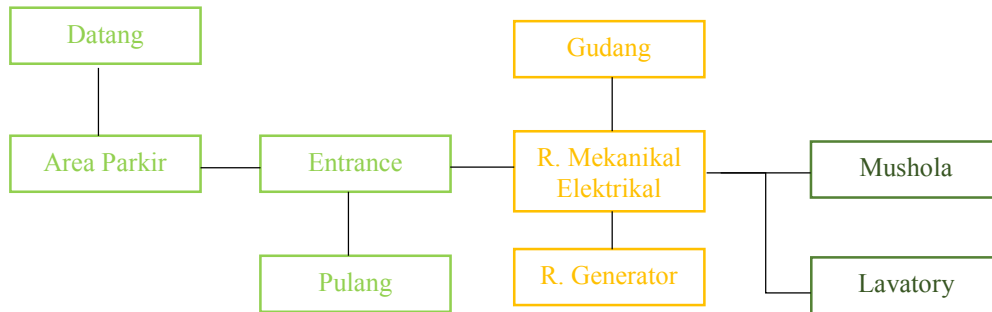 Datang
Gudang
Area Parkir
Entrance
R. Mekanikal
Elektrikal
Mushola
Pulang
R. Generator
Lavatory